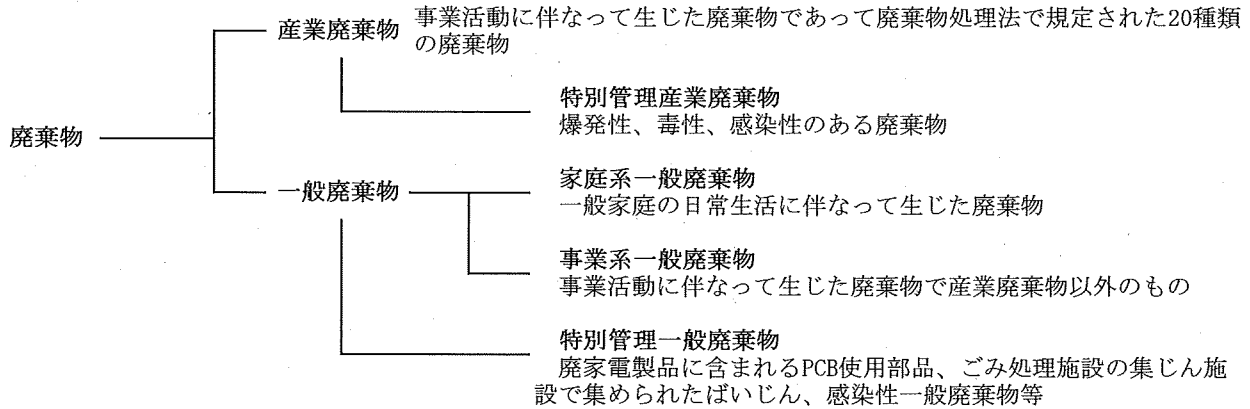 産業廃棄物 事業活動に伴なって生じた廃棄物であって廃棄物処理法で規定された20種類
の廃棄物
特別管理産業廃棄物
爆発性、毒性、感染性のある廃棄物
廃棄物
一般廃棄物
家庭系一般廃棄物
一般家庭の日常生活に伴なって生じた廃棄物
事業系一般廃棄物
事業活動に伴なって生じた廃棄物で産業廃棄物以外のもの
特別管理一般廃棄物
廃家電製品に含まれるPCB使用部品、ごみ処理施設の集じん施
設で集められたばいじん、感染性一般廃棄物等